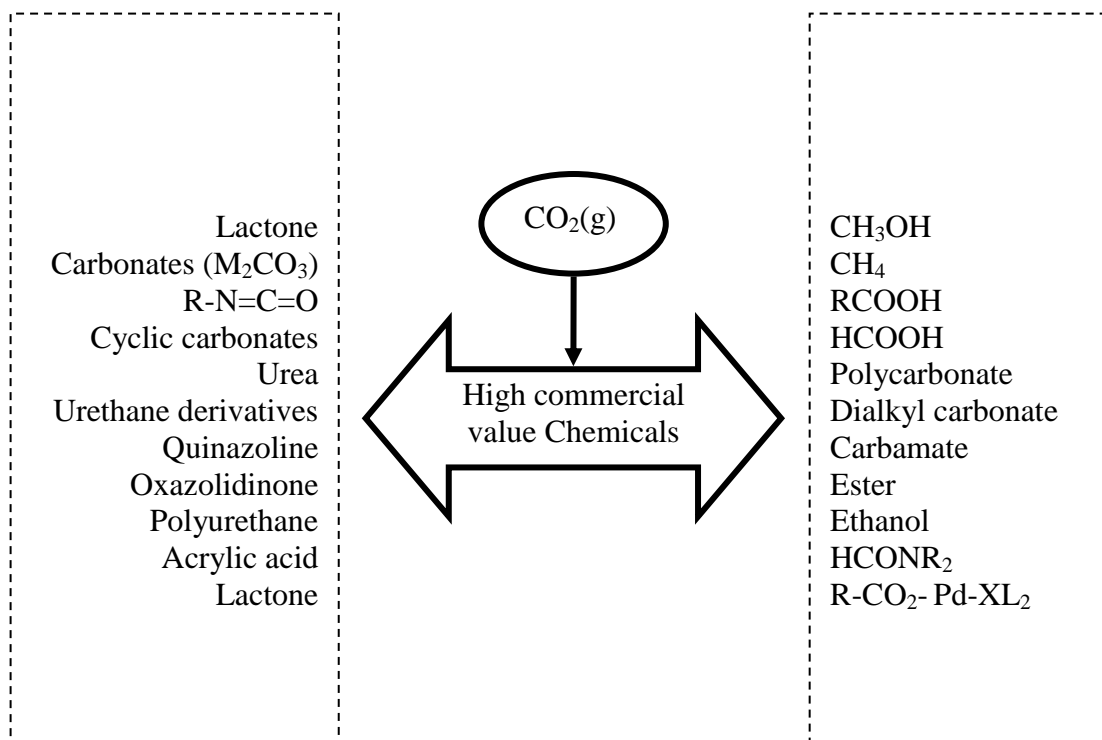 Lactone
Carbonates (M₂CO₃)
R-N=C=O
Cyclic carbonates
Urea
Urethane derivatives
Quinazoline
Oxazolidinone
Polyurethane
Acrylic acid
Lactone
CO₂(g)
High commercial
value Chemicals
CH₃OH
CH₄
RCOOH
HCOOH
Polycarbonate
Dialkyl carbonate
Carbamate
Ester
Ethanol
HCONR₂
R-CO₂- Pd-XL₂